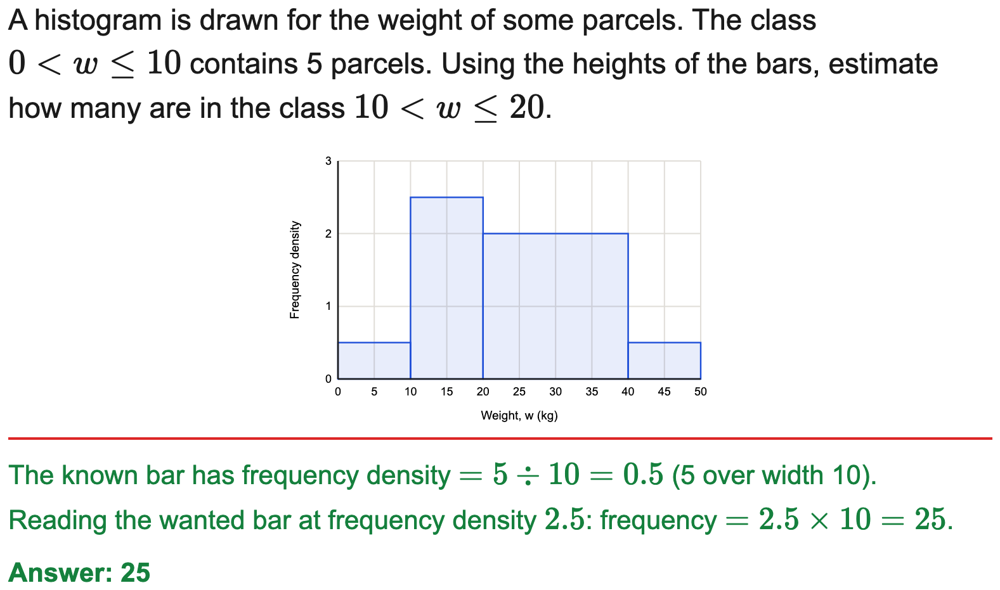 A histogram is drawn for the weight of some parcels. The class
0 < w ≤ 10 contains 5 parcels. Using the heights of the bars, estimate
how many are in the class 10 < w ≤ 20.
3
2
1
0
Frequency density
0 5 10 15 20 25 30 35 40 45 50
Weight, w (kg)
The known bar has frequency density = 5 ÷ 10 = 0.5 (5 over width 10).
Reading the wanted bar at frequency density 2.5: frequency = 2.5 × 10 = 25.
Answer: 25